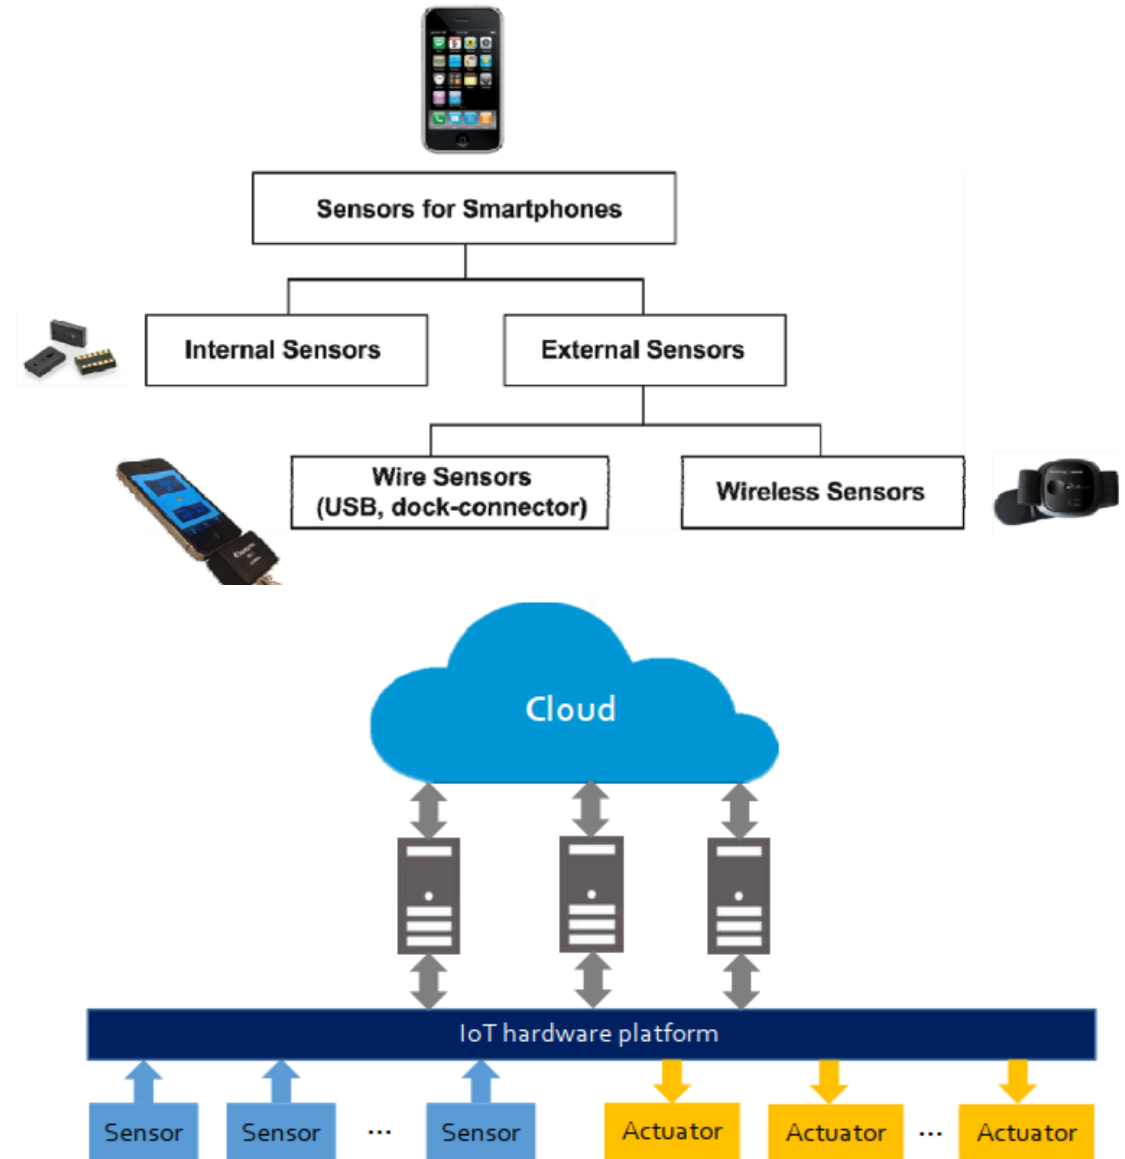 Sensors for Smartphones
Internal Sensors
External Sensors
Wire Sensors
(USB, dock-connector)
Wireless Sensors
Cloud
IoT hardware platform
Sensor
Sensor
...
Sensor
Actuator
Actuator
...
Actuator